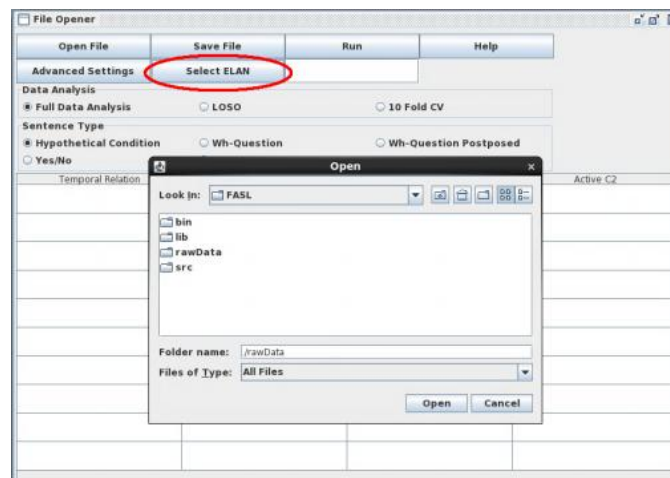 File Opener
Open File Save File Run Help
Advanced Settings Select ELAN
Data Analysis
Full Data Analysis LOSO 10 Fold CV
Sentence Type
Hypothetical Condition Wh-Question Wh-Question Postposed
Yes/No
Open
Temporal Relation Active C2
Look In: FASL
bin
lib
rawData
src
Folder name: /rawData
Files of Type: All Files
Open Cancel